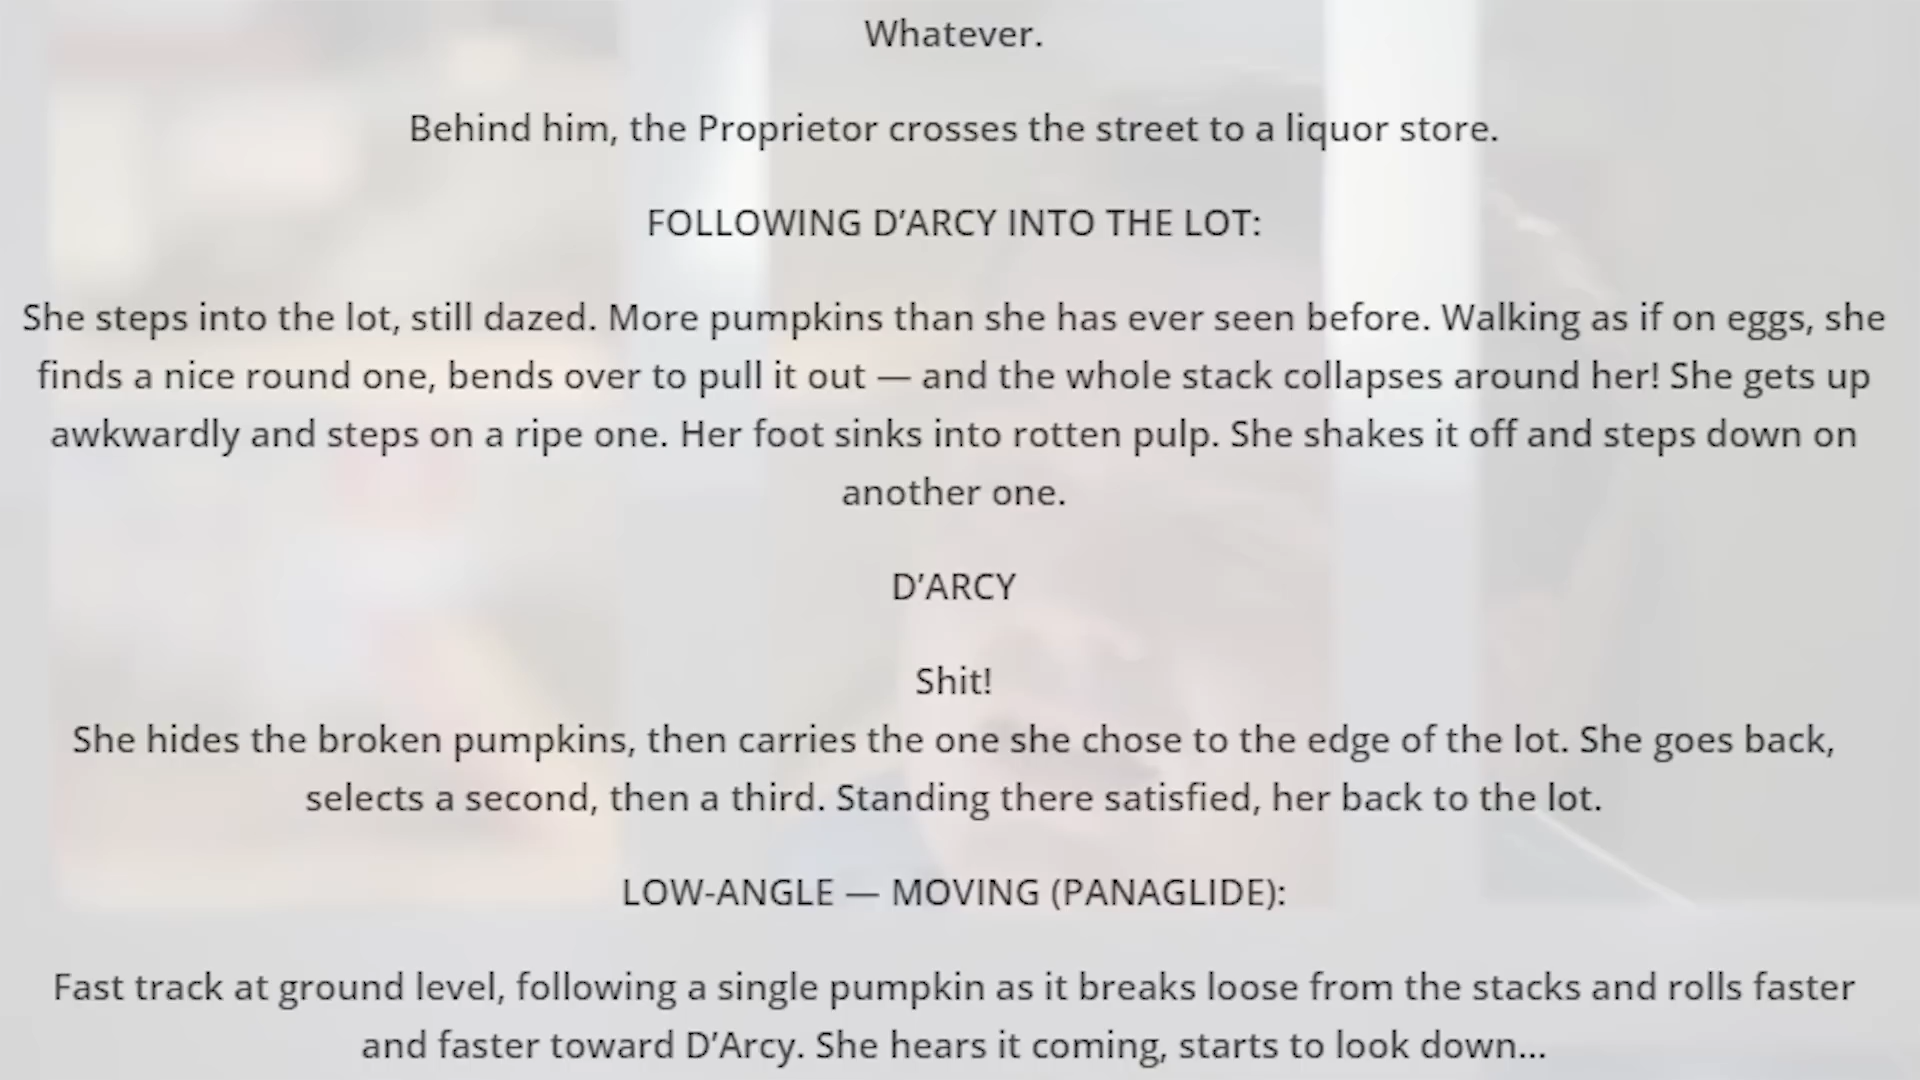 Whatever.
Behind him, the Proprietor crosses the street to a liquor store.
FOLLOWING D’ARCY INTO THE LOT:
She steps into the lot, still dazed. More pumpkins than she has ever seen before. Walking as if on eggs, she
finds a nice round one, bends over to pull it out — and the whole stack collapses around her! She gets up
awkwardly and steps on a ripe one. Her foot sinks into rotten pulp. She shakes it off and steps down on
another one.
D’ARCY
Shit!
She hides the broken pumpkins, then carries the one she chose to the edge of the lot. She goes back,
selects a second, then a third. Standing there satisfied, her back to the lot.
LOW-ANGLE — MOVING (PANAGLIDE):
Fast track at ground level, following a single pumpkin as it breaks loose from the stacks and rolls faster
and faster toward D’Arcy. She hears it coming, starts to look down…